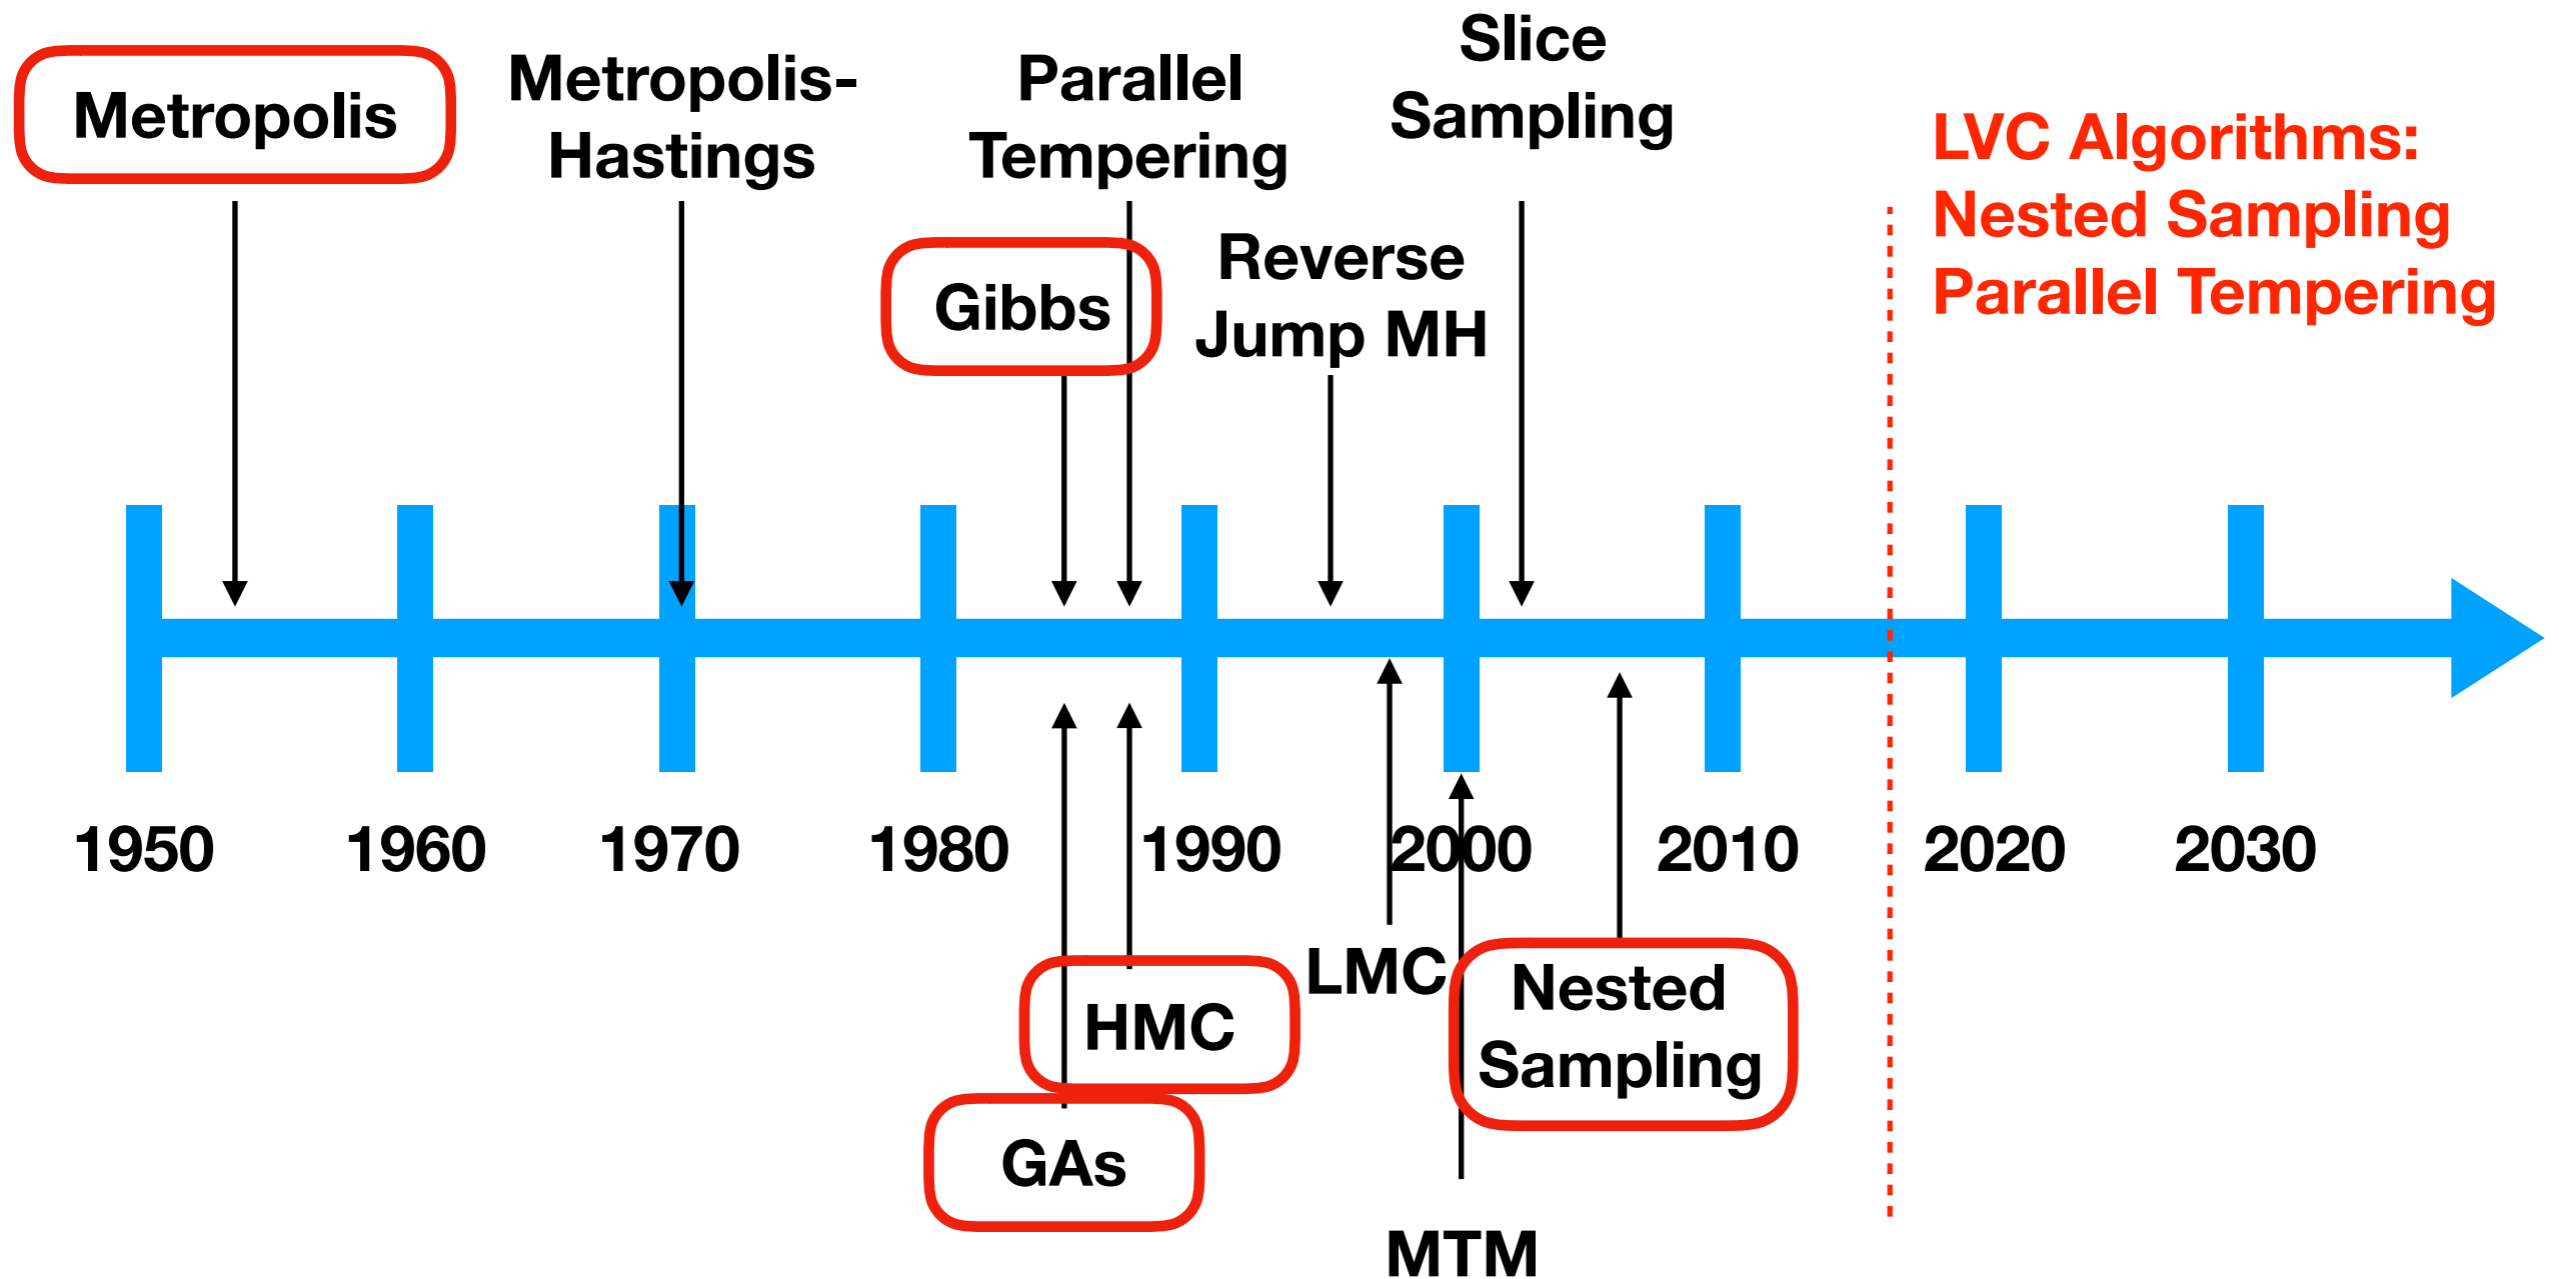 Metropolis
Metropolis-
Hastings
Parallel
Tempering
Slice
Sampling
Gibbs
Reverse
Jump MH
LVC Algorithms:
Nested Sampling
Parallel Tempering
1950
1960
1970
1980
1990
2000
2010
2020
2030
HMC
GAs
LMC
MTM
Nested
Sampling